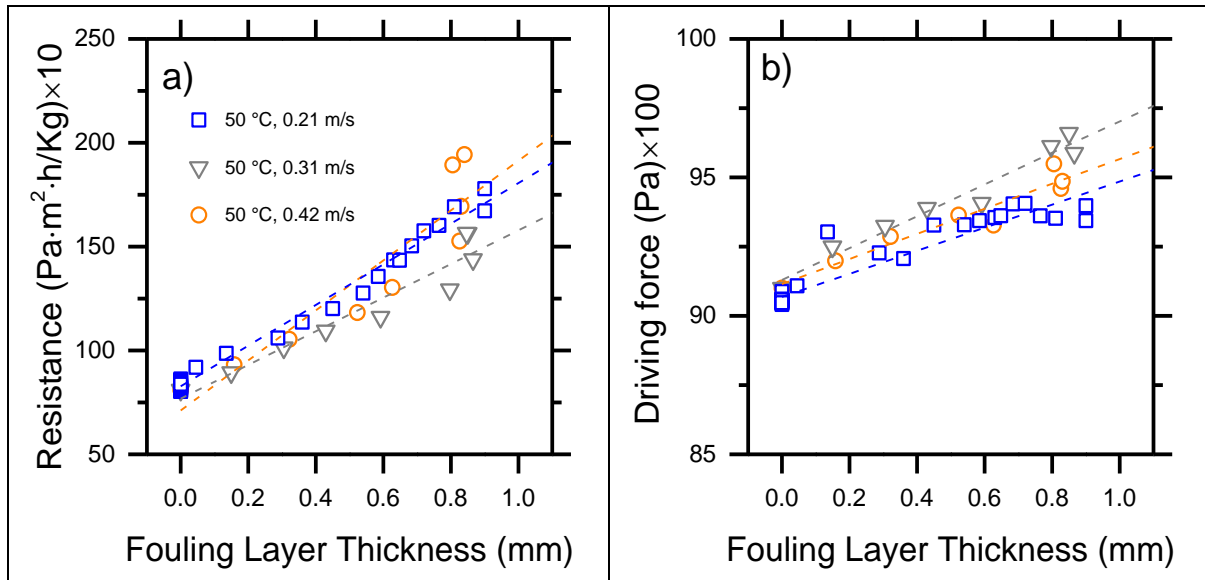 a)
Resistance (Pa·m²·h/Kg)×10
250
200
150
100
50
50 °C, 0.21 m/s
50 °C, 0.31 m/s
50 °C, 0.42 m/s
0.0 0.2 0.4 0.6 0.8 1.0
Fouling Layer Thickness (mm)
b)
Driving force (Pa)×100
100
95
90
85
0.0 0.2 0.4 0.6 0.8 1.0
Fouling Layer Thickness (mm)